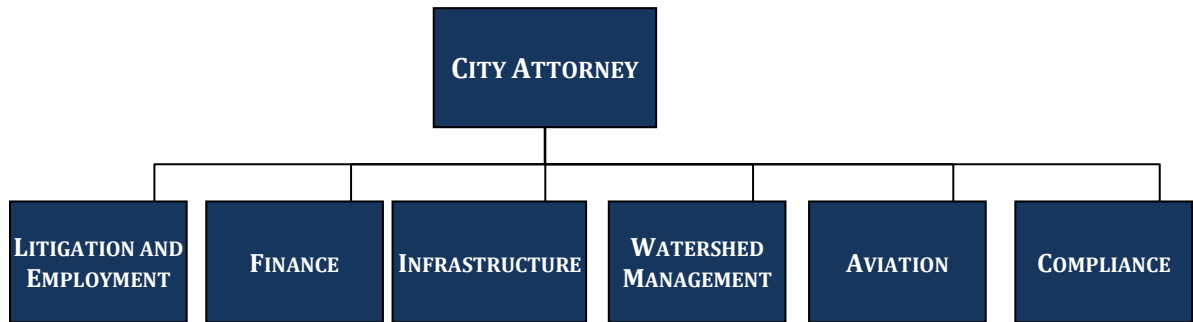 CITY ATTORNEY
LITIGATION AND
EMPLOYMENT
FINANCE
INFRASTRUCTURE
WATERSHED
MANAGEMENT
AVIATION
COMPLIANCE